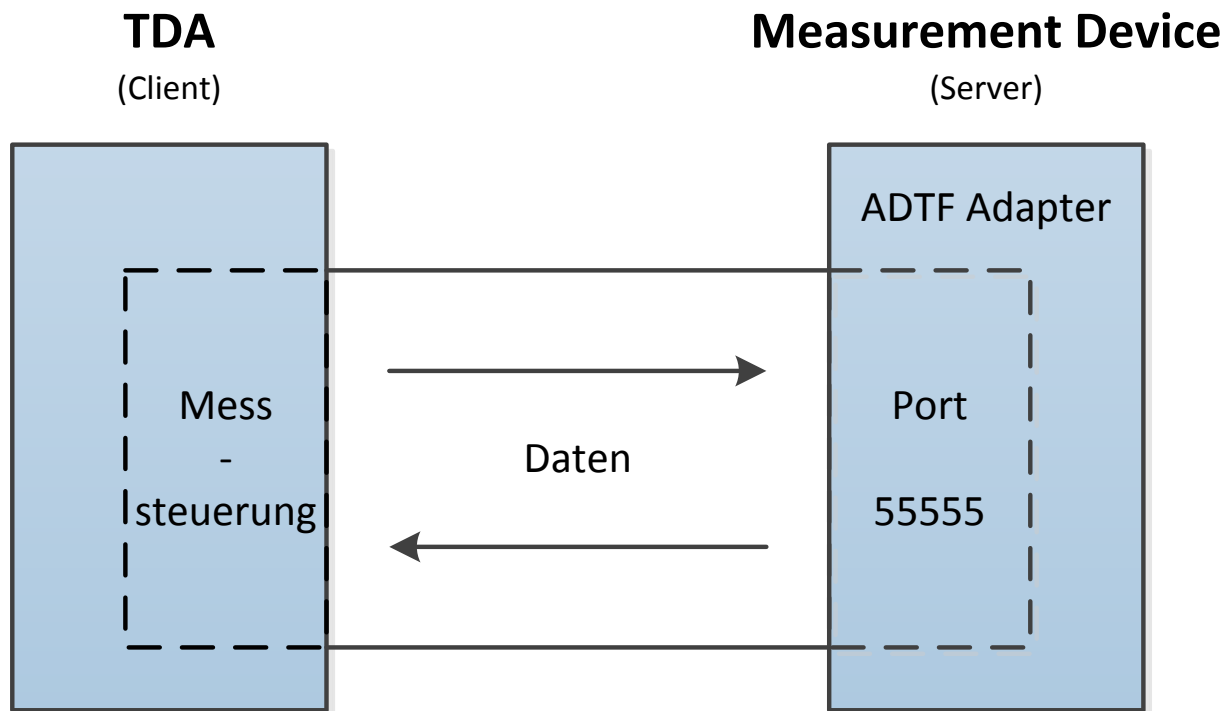 TDA
(Client)
Measurement Device
(Server)
ADTF Adapter
Mess
-
steuerung
Daten
Port
55555